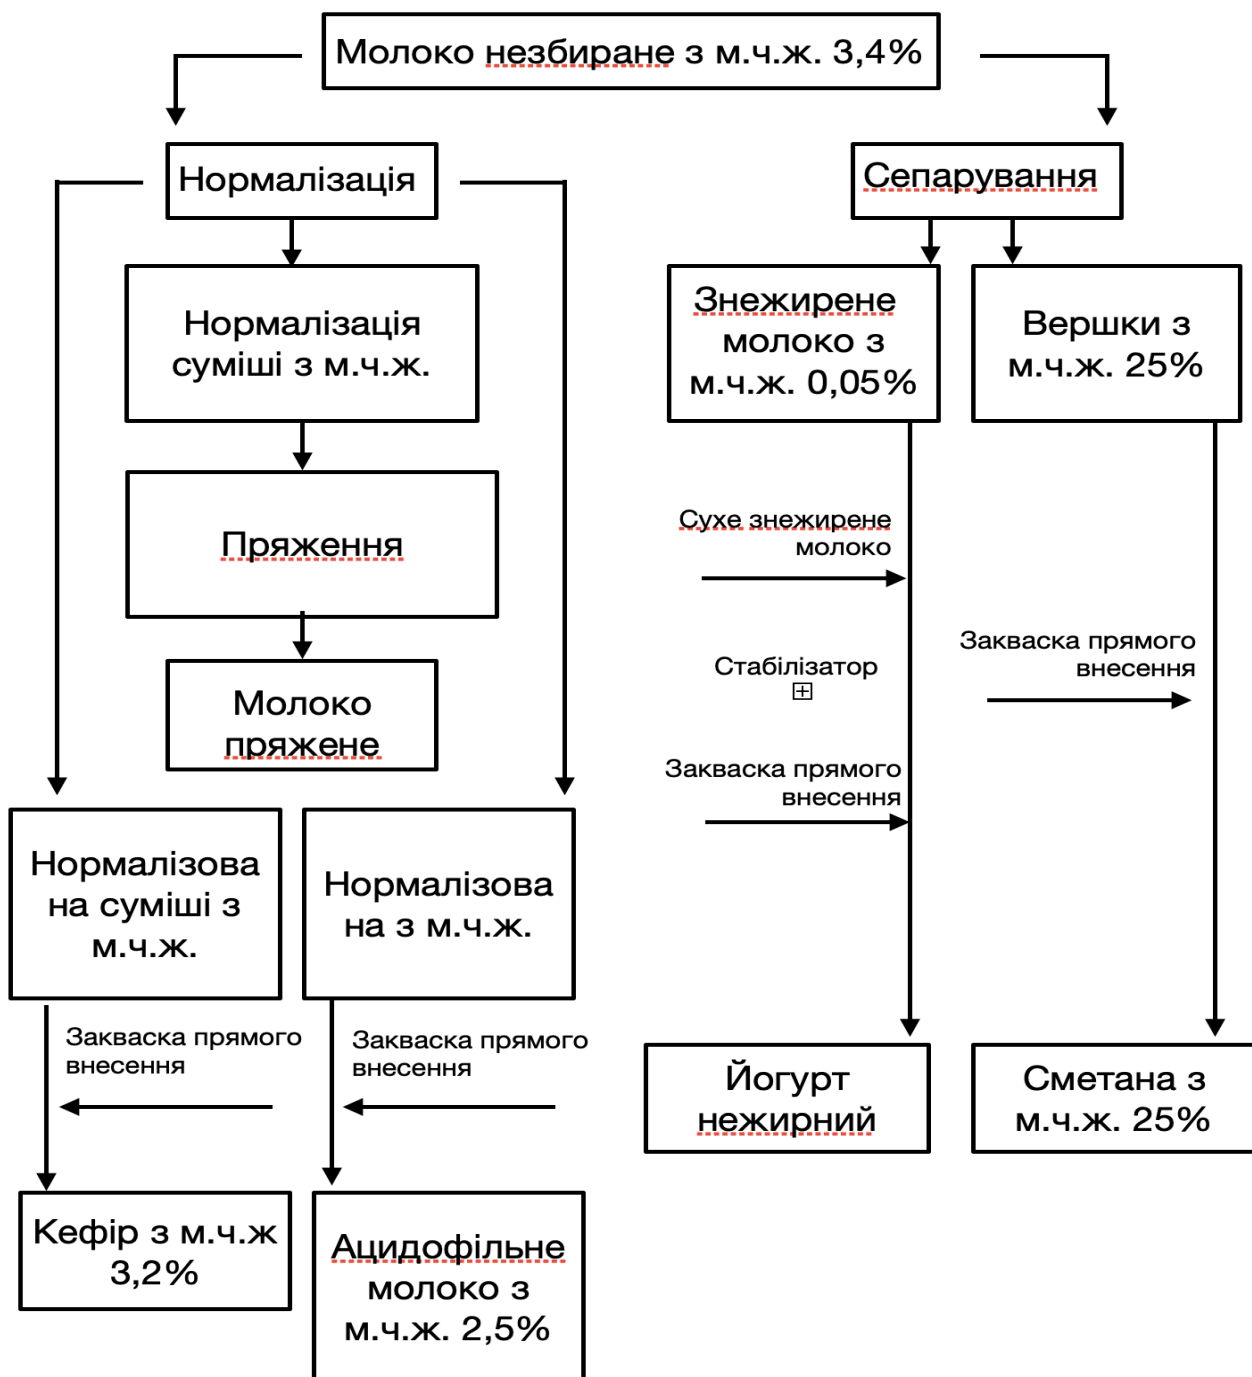 Молоко незбиране з м.ч.ж. 3,4%
Нормалізація
Сепарування
Нормалізація
суміші з м.ч.ж.
Знежирене
молоко з
м.ч.ж. 0,05%
Вершки з
м.ч.ж. 25%
Пряження
Сухе знежирене
молоко
Стабілізатор
Закваска прямого
внесення
Молоко
пряжене
Закваска прямого
внесення
Нормалізова
на суміші з
м.ч.ж.
Нормалізова
на з м.ч.ж.
Закваска прямого
внесення
Закваска прямого
внесення
Йогурт
нежирний
Сметана з
м.ч.ж. 25%
Кефір з м.ч.ж
3,2%
Ацидофільне
молоко з
м.ч.ж. 2,5%